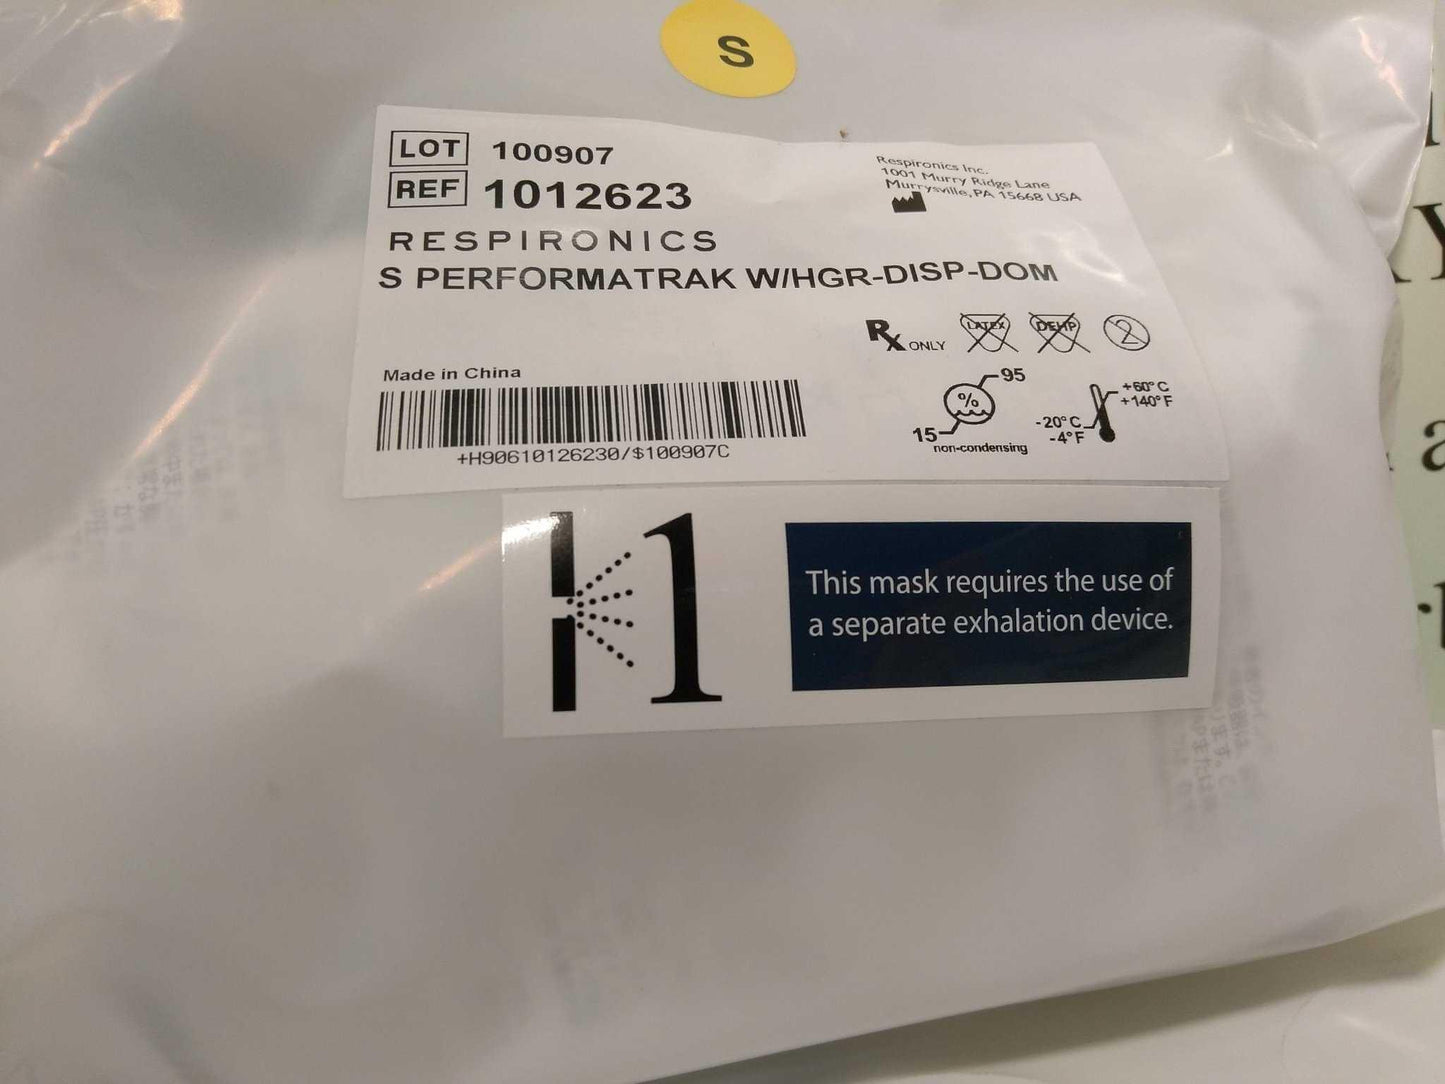 S
LOT 100907
REF 1012623
Respironics Inc.
1001 Murry Ridge Lane
Murrysville, PA 15668 USA
RESPIRONICS
S PERFORMATRAK W/HGR-DISP-DOM
Rx ONLY LATEX DEHP 2
Made in China
+H90610126230/$100907C
% 95
15
non-condensing
+60°C
+140°F
-20°C
-4°F
1
This mask requires the use of
a separate exhalation device.